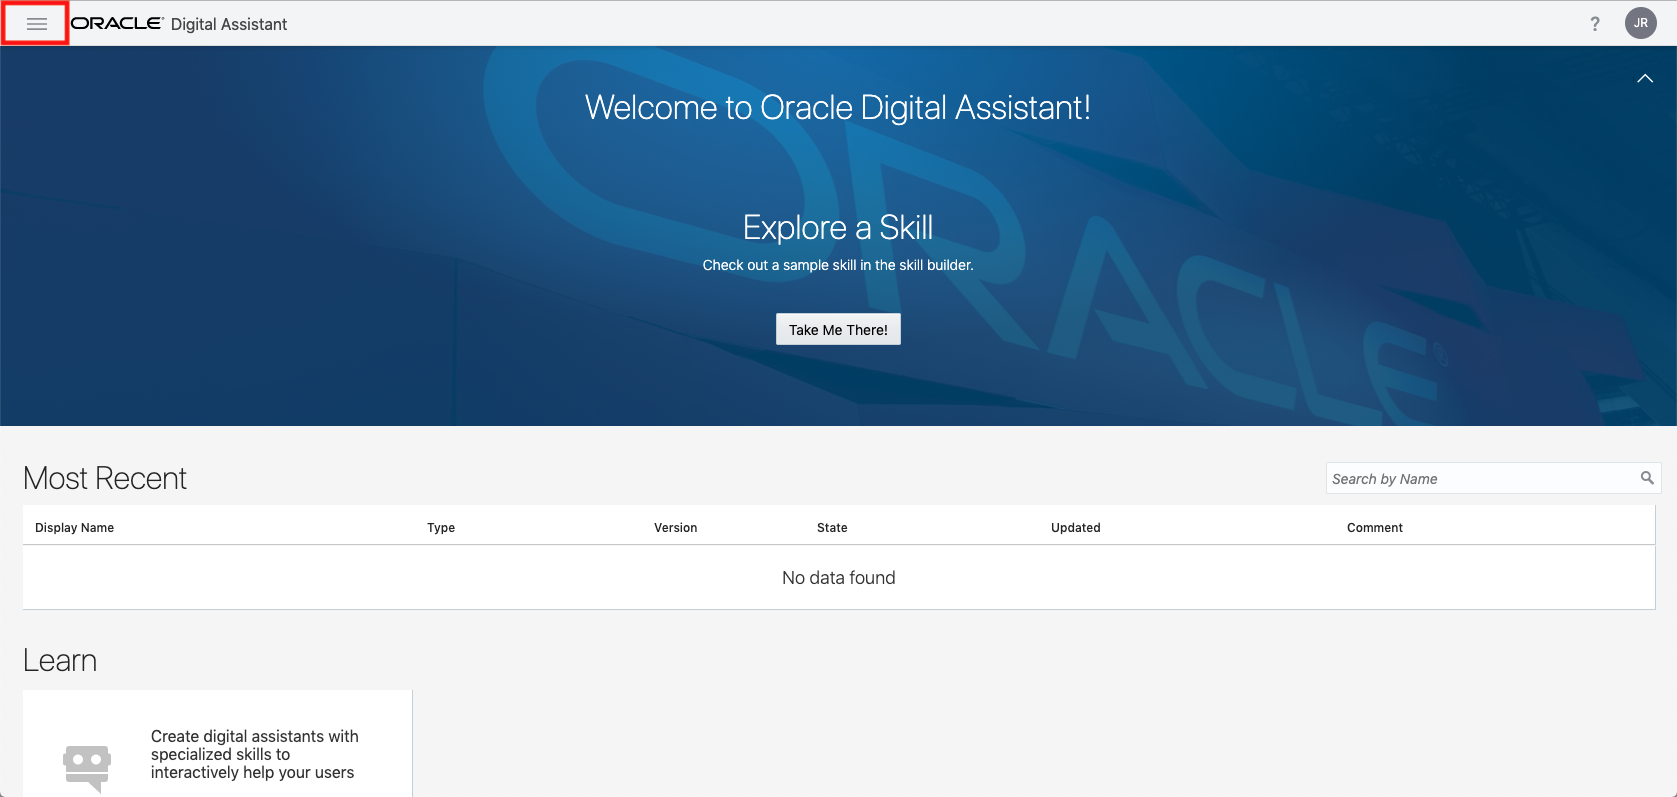 ORACLE® Digital Assistant
? JR
Welcome to Oracle Digital Assistant!
Explore a Skill
Check out a sample skill in the skill builder.
Take Me There!
ORACLE®
Most Recent
Search by Name
Display Name Type Version State Updated Comment
No data found
Learn
Create digital assistants with
specialized skills to
interactively help your users